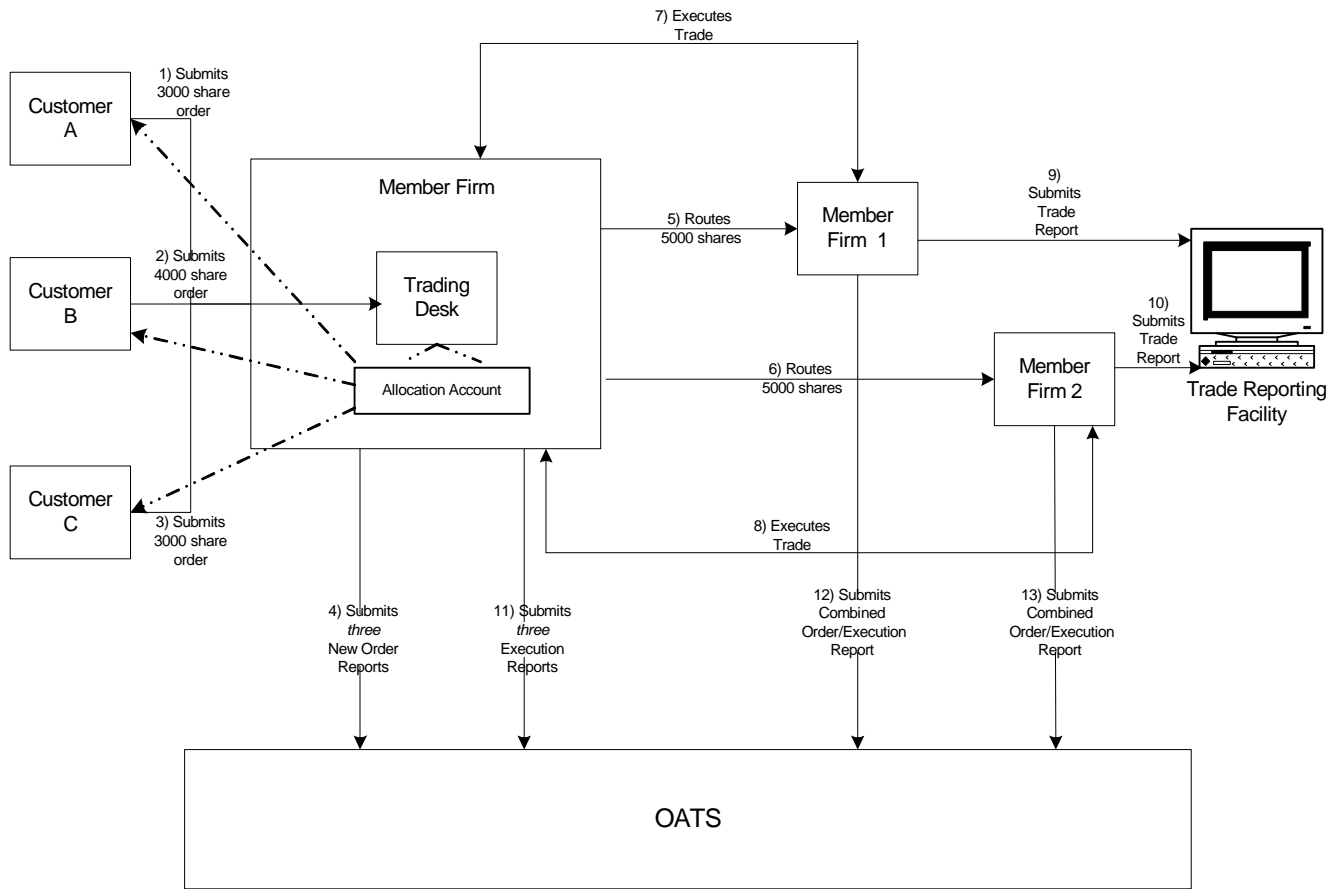 7) Executes
Trade
1) Submits
3000 share
order
Customer
A
Member Firm
9)
Submits
Trade
Report
Member
Firm 1
5) Routes
5000 shares
2) Submits
4000 share
order
Customer
B
Trading
Desk
10)
Submits
Trade
Report
6) Routes
5000 shares
Member
Firm 2
Allocation Account
Trade Reporting
Facility
Customer
C
3) Submits
3000 share
order
8) Executes
Trade
4) Submits
three
New Order
Reports
11) Submits
three
Execution
Reports
12) Submits
Combined
Order/Execution
Report
13) Submits
Combined
Order/Execution
Report
OATS